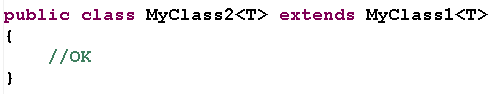 public class MyClass2<T> extends MyClass1<T>
{
    //OK
}